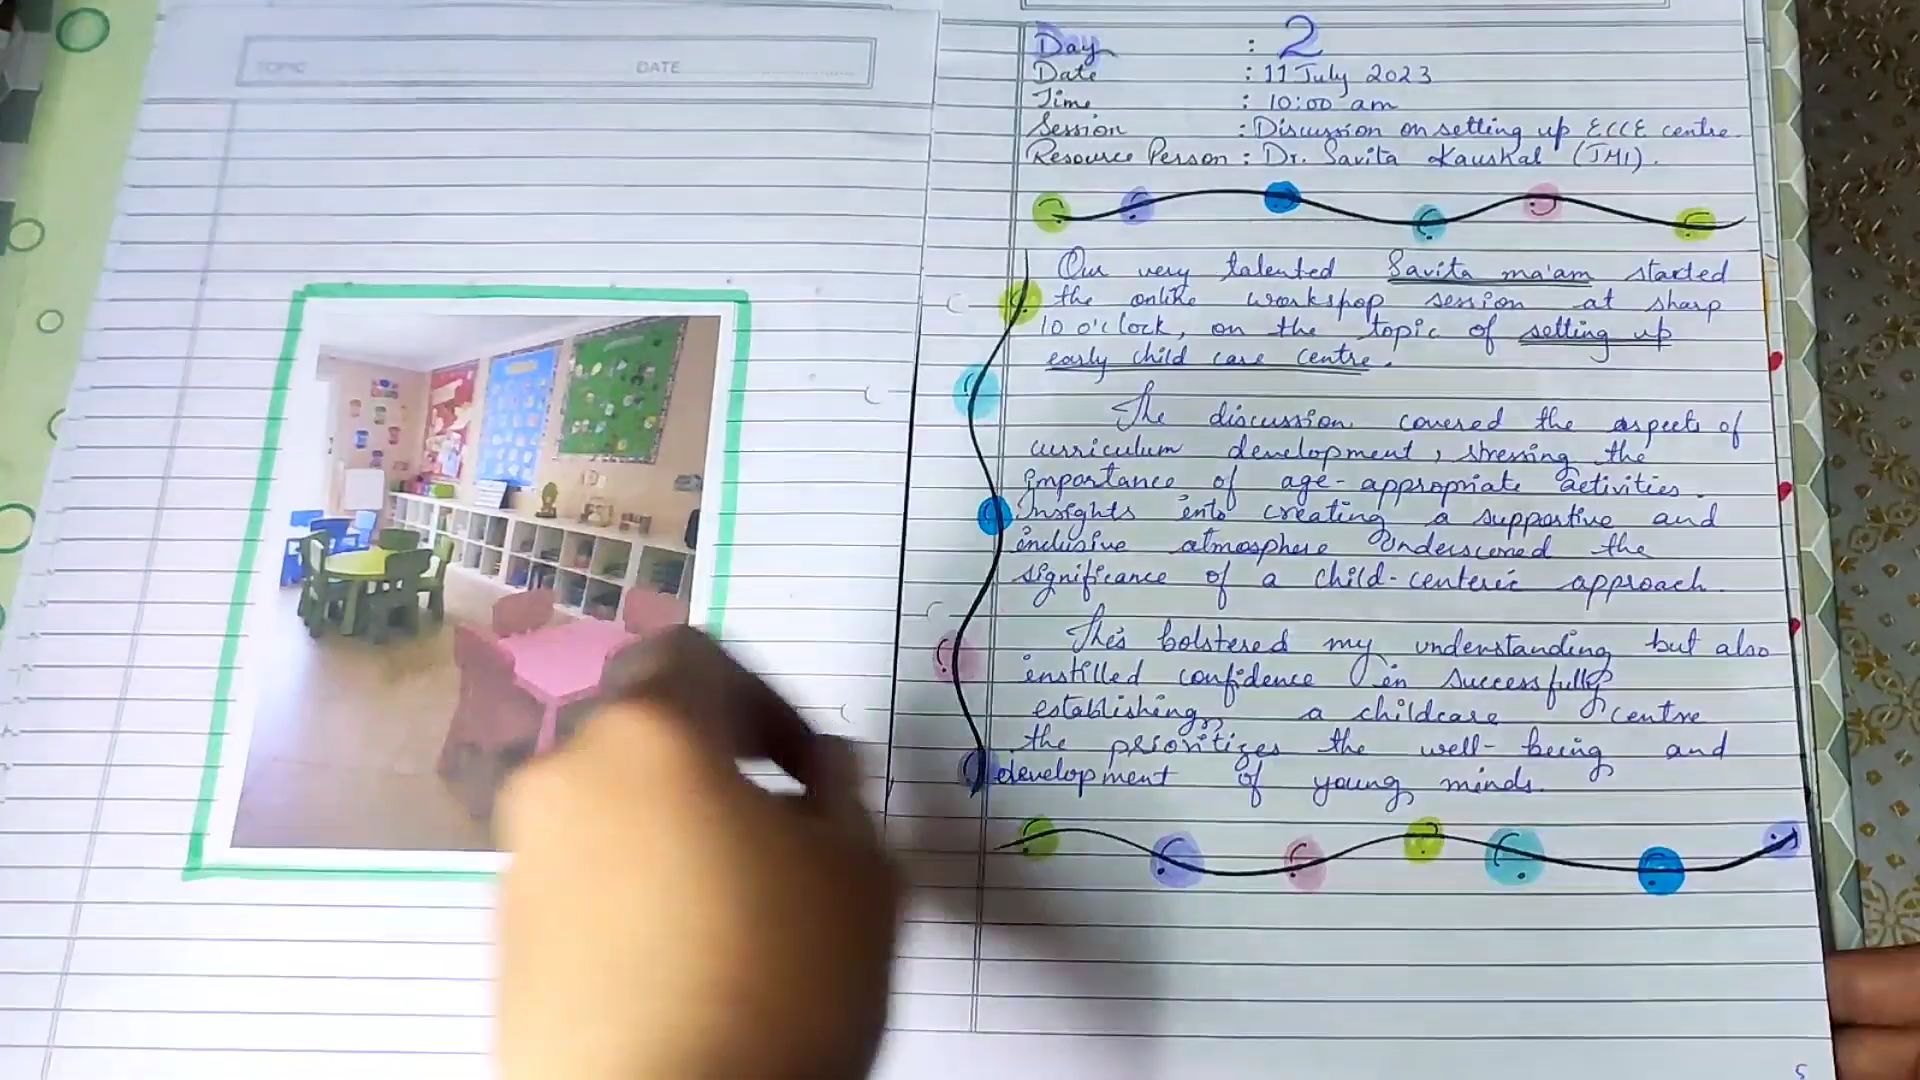 TOPIC
DATE
Day : 2
Date : 11 July 2023
Time : 10:00 am
Session : Discussion on setting up ECCE centre.
Resource Person : Dr. Savita Kaushal (JMI).
Our very talented Savita ma'am started
the online workshop session at sharp
10 o'clock, on the topic of setting up
early child care centre.
The discussion covered the aspects of
curriculum development, stressing the
importance of age-appropriate activities.
Insights into creating a supportive and
inclusive atmosphere underscored the
significance of a child-centeric approach.
This bolstered my understanding but also
instilled confidence in successfully
establishing a childcare centre
the prioritizes the well-being and
development of young minds.
5